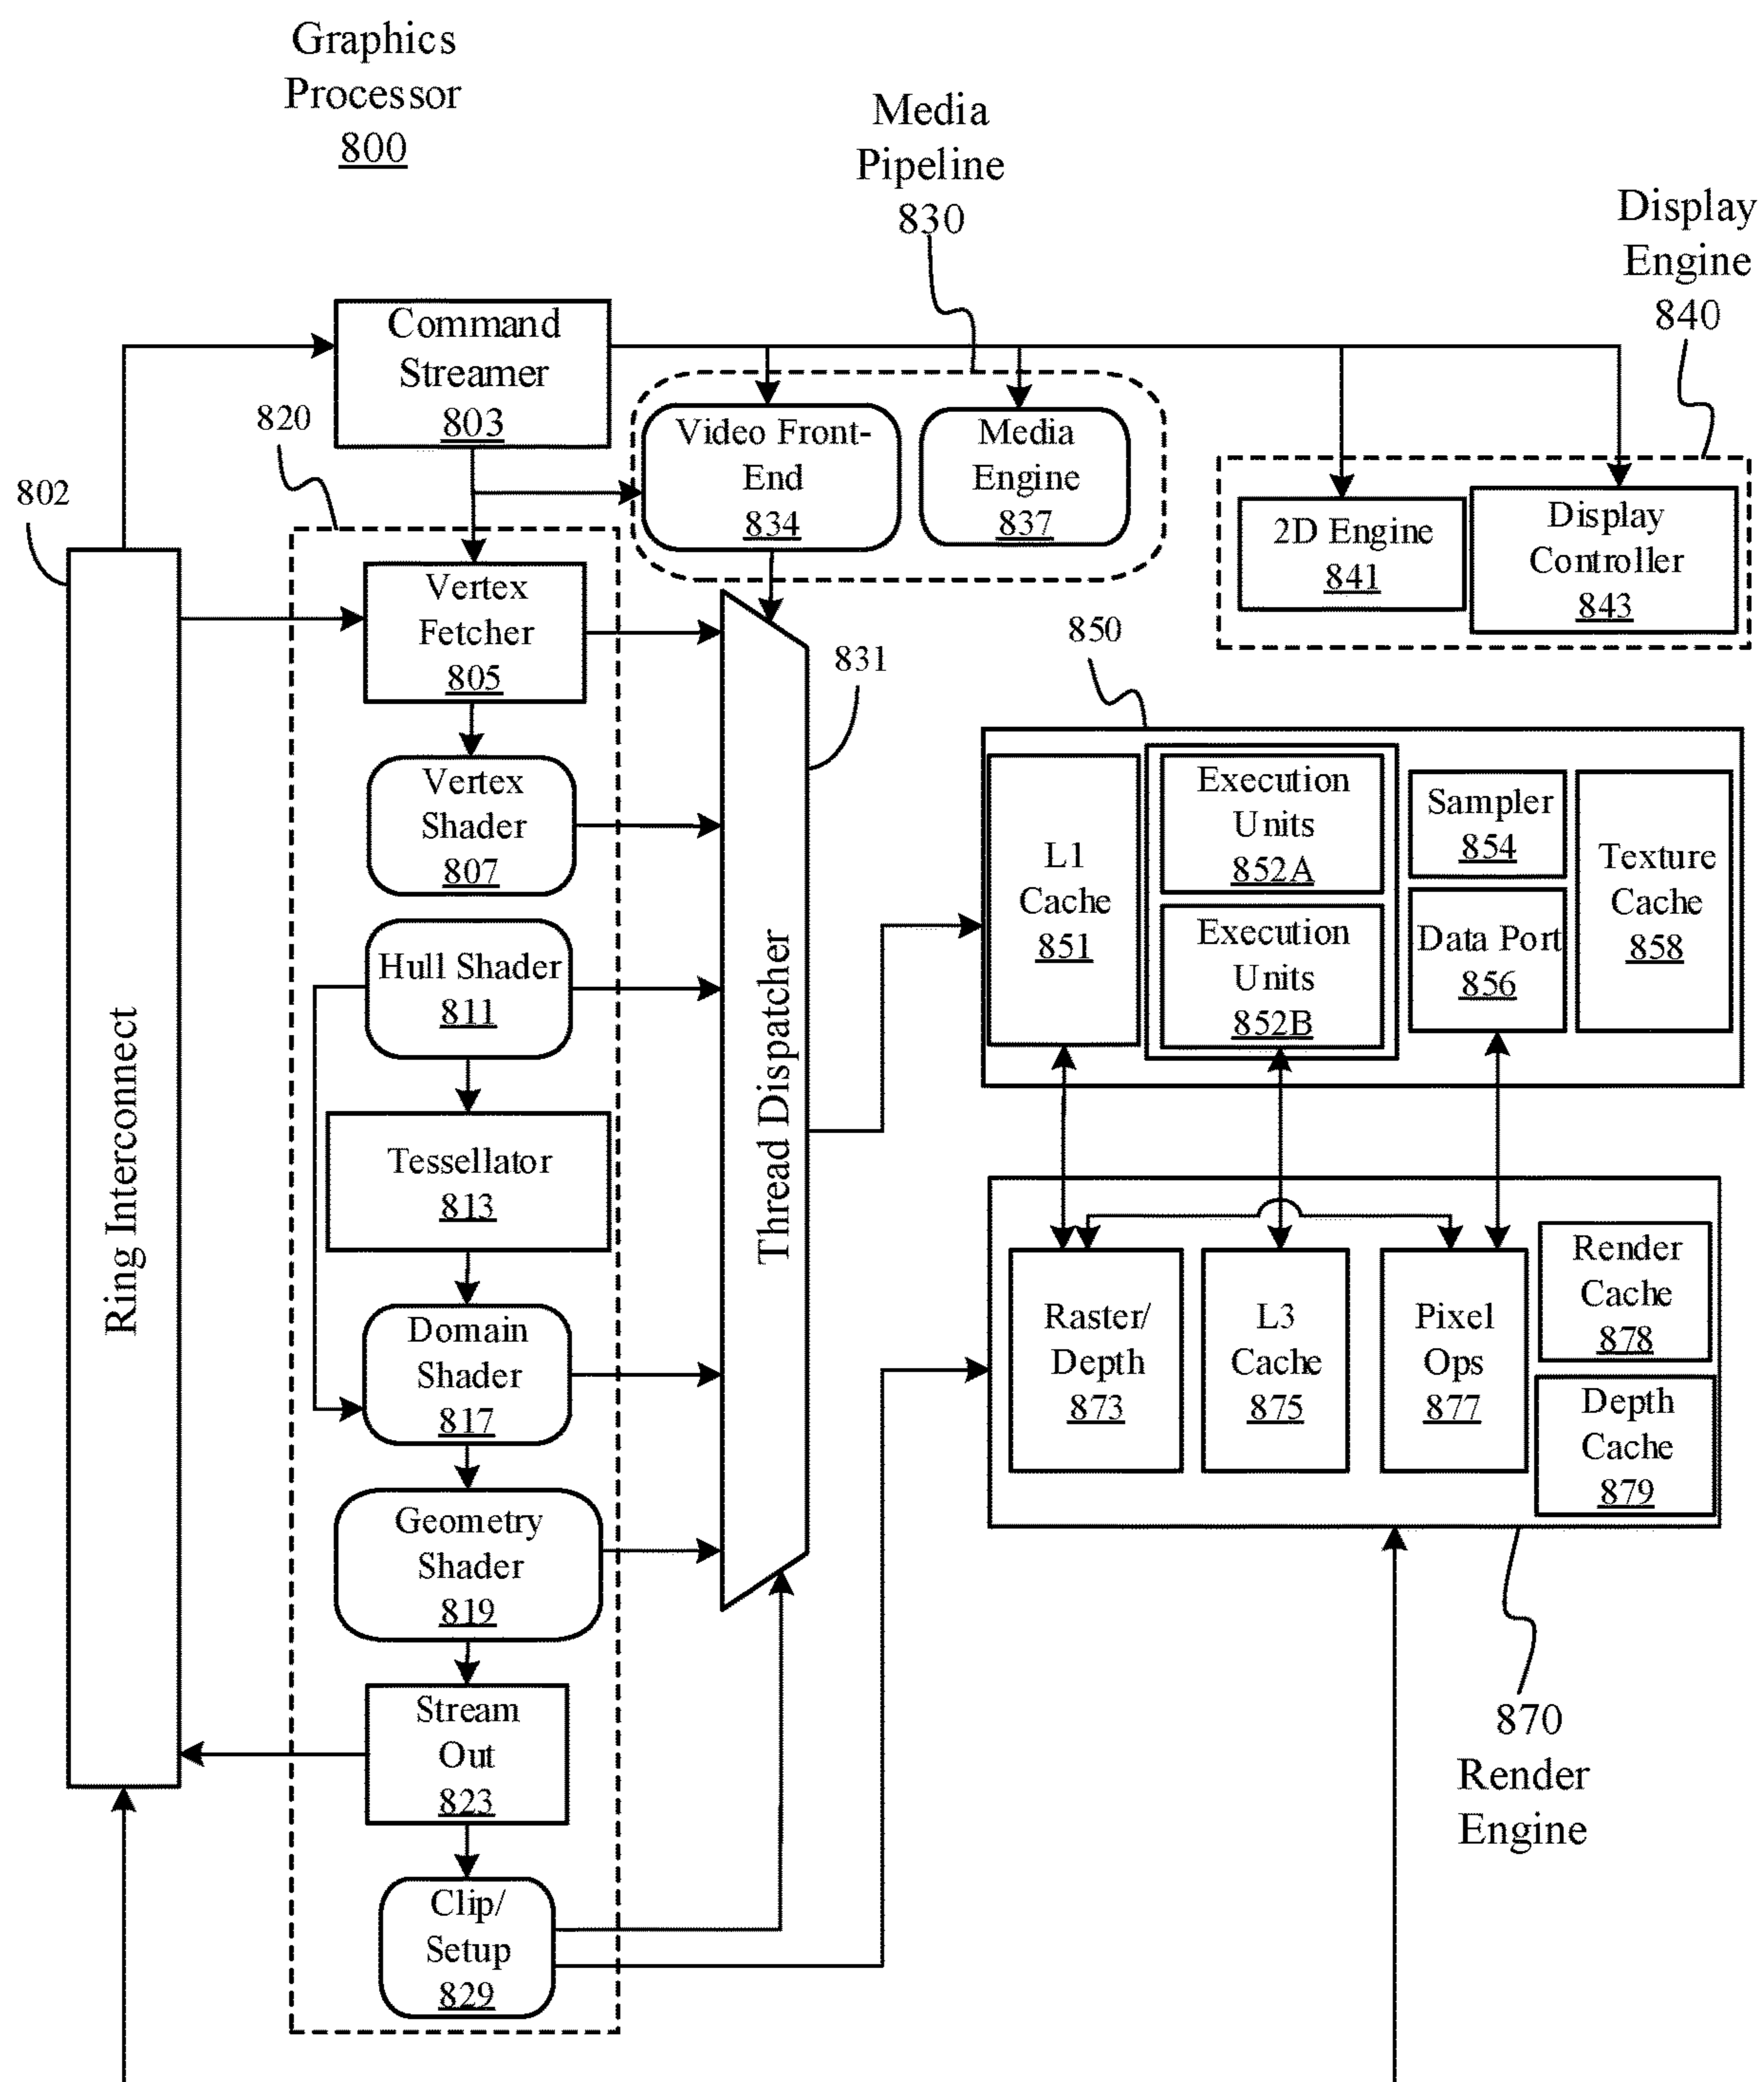 Graphics
Processor
800
Media
Pipeline
830
Display
Engine
840
Command
Streamer
803
820
802
Video Front-
End
834
Media
Engine
837
2D Engine
841
Display
Controller
843
Ring Interconnect
Vertex
Fetcher
805
Vertex
Shader
807
Hull Shader
811
Tessellator
813
Domain
Shader
817
Geometry
Shader
819
Stream
Out
823
Clip/
Setup
829
Thread Dispatcher
831
850
L1
Cache
851
Execution
Units
852A
Execution
Units
852B
Sampler
854
Data Port
856
Texture
Cache
858
Raster/
Depth
873
L3
Cache
875
Pixel
Ops
877
Render
Cache
878
Depth
Cache
879
870
Render
Engine